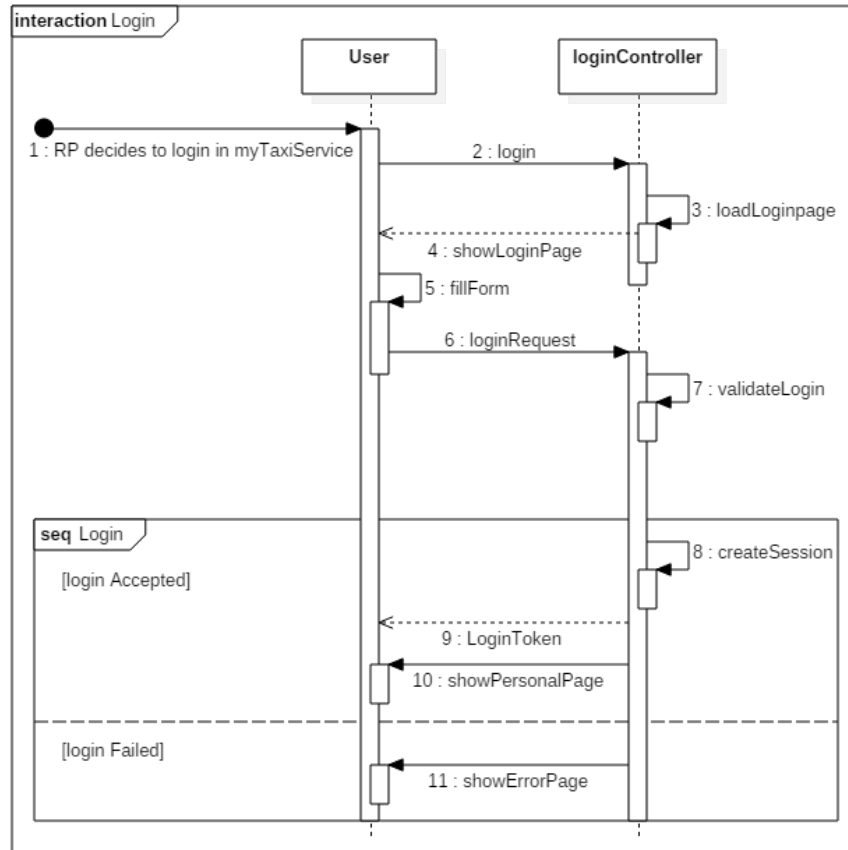 interaction Login
User
loginController
1 : RP decides to login in myTaxiService
2 : login
3 : loadLoginpage
4 : showLoginPage
5 : fillForm
6 : loginRequest
7 : validateLogin
seq Login
8 : createSession
[login Accepted]
9 : LoginToken
10 : showPersonalPage
[login Failed]
11 : showErrorPage